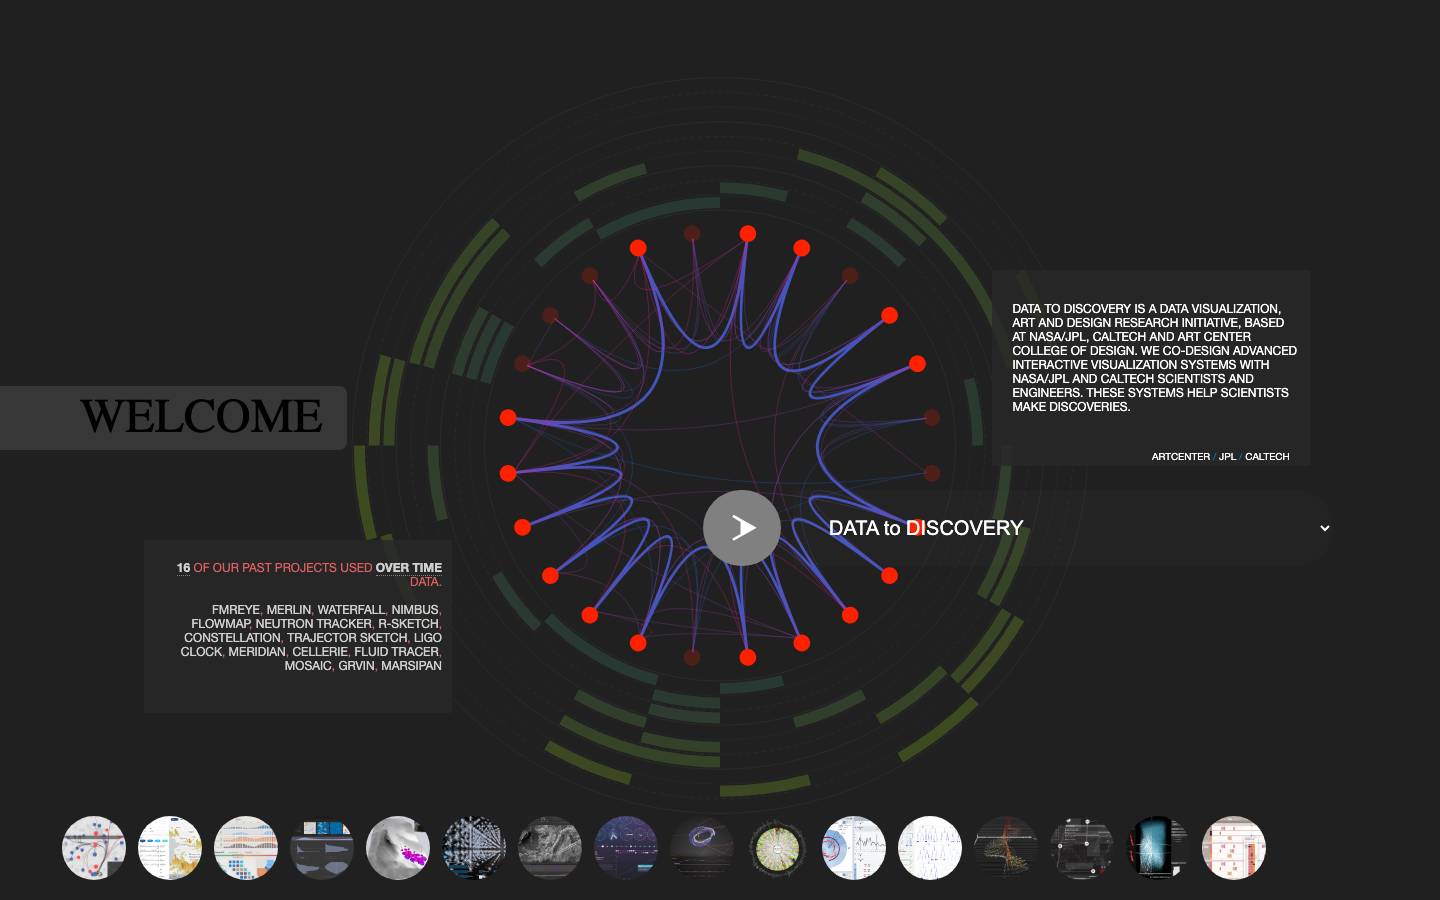 DATA TO DISCOVERY IS A DATA VISUALIZATION,
ART AND DESIGN RESEARCH INITIATIVE, BASED
AT NASA/JPL, CALTECH AND ART CENTER
COLLEGE OF DESIGN. WE CO-DESIGN ADVANCED
INTERACTIVE VISUALIZATION SYSTEMS WITH
NASA/JPL AND CALTECH SCIENTISTS AND
ENGINEERS. THESE SYSTEMS HELP SCIENTISTS
MAKE DISCOVERIES.
ARTCENTER / JPL / CALTECH
WELCOME
DATA to DISCOVERY
16 OF OUR PAST PROJECTS USED OVER TIME
DATA.
FMREYE, MERLIN, WATERFALL, NIMBUS,
FLOWMAP, NEUTRON TRACKER, R-SKETCH,
CONSTELLATION, TRAJECTOR SKETCH, LIGO
CLOCK, MERIDIAN, CELLERIE, FLUID TRACER,
MOSAIC, GRVIN, MARSIPAN